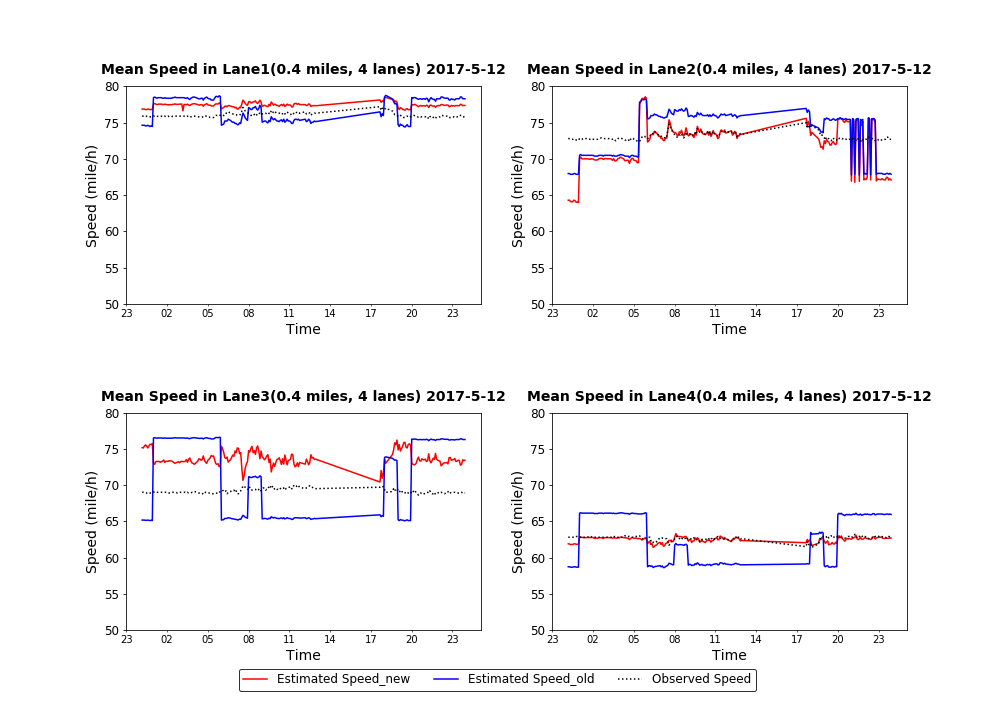 Mean Speed in Lane1(0.4 miles, 4 lanes) 2017-5-12
80
75
70
65
60
55
50
Speed (mile/h)
23 02 05 08 11 14 17 20 23
Time
Mean Speed in Lane2(0.4 miles, 4 lanes) 2017-5-12
80
75
70
65
60
55
50
Speed (mile/h)
23 02 05 08 11 14 17 20 23
Time
Mean Speed in Lane3(0.4 miles, 4 lanes) 2017-5-12
80
75
70
65
60
55
50
Speed (mile/h)
23 02 05 08 11 14 17 20 23
Time
Mean Speed in Lane4(0.4 miles, 4 lanes) 2017-5-12
80
75
70
65
60
55
50
Speed (mile/h)
23 02 05 08 11 14 17 20 23
Time
Estimated Speed_new Estimated Speed_old Observed Speed